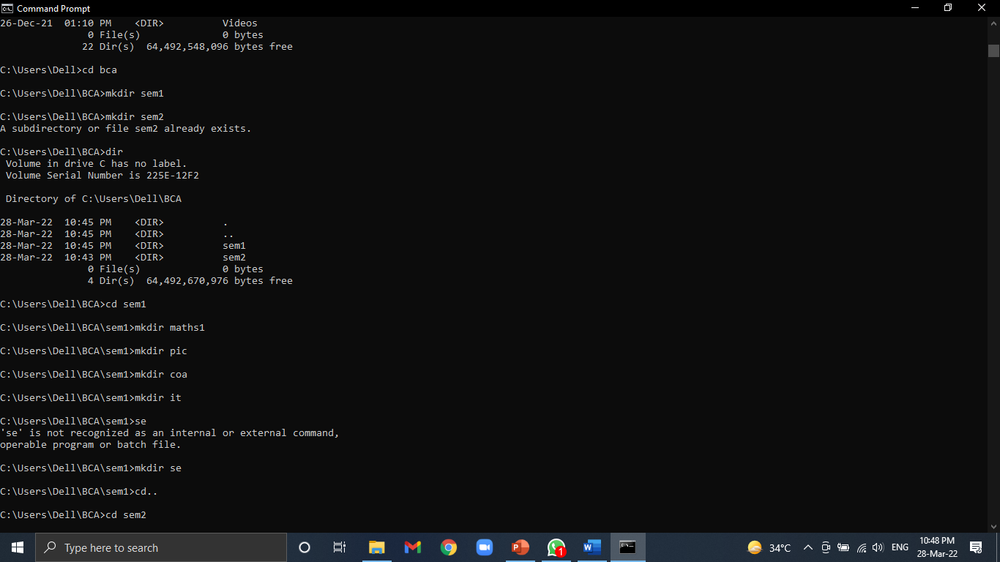 Command Prompt
26-Dec-21  01:10 PM    <DIR>          Videos
               0 File(s)              0 bytes
              22 Dir(s)  64,492,548,096 bytes free
C:\Users\Dell>cd bca
C:\Users\Dell\BCA>mkdir sem1
C:\Users\Dell\BCA>mkdir sem2
A subdirectory or file sem2 already exists.
C:\Users\Dell\BCA>dir
 Volume in drive C has no label.
 Volume Serial Number is 225E-12F2
 Directory of C:\Users\Dell\BCA
28-Mar-22  10:45 PM    <DIR>          .
28-Mar-22  10:45 PM    <DIR>          ..
28-Mar-22  10:45 PM    <DIR>          sem1
28-Mar-22  10:43 PM    <DIR>          sem2
               0 File(s)              0 bytes
               4 Dir(s)  64,492,670,976 bytes free
C:\Users\Dell\BCA>cd sem1
C:\Users\Dell\BCA\sem1>mkdir maths1
C:\Users\Dell\BCA\sem1>mkdir pic
C:\Users\Dell\BCA\sem1>mkdir coa
C:\Users\Dell\BCA\sem1>mkdir it
C:\Users\Dell\BCA\sem1>se
'se' is not recognized as an internal or external command,
operable program or batch file.
C:\Users\Dell\BCA\sem1>mkdir se
C:\Users\Dell\BCA\sem1>cd..
C:\Users\Dell\BCA>cd sem2
Type here to search
1
34°C
ENG
10:48 PM
28-Mar-22